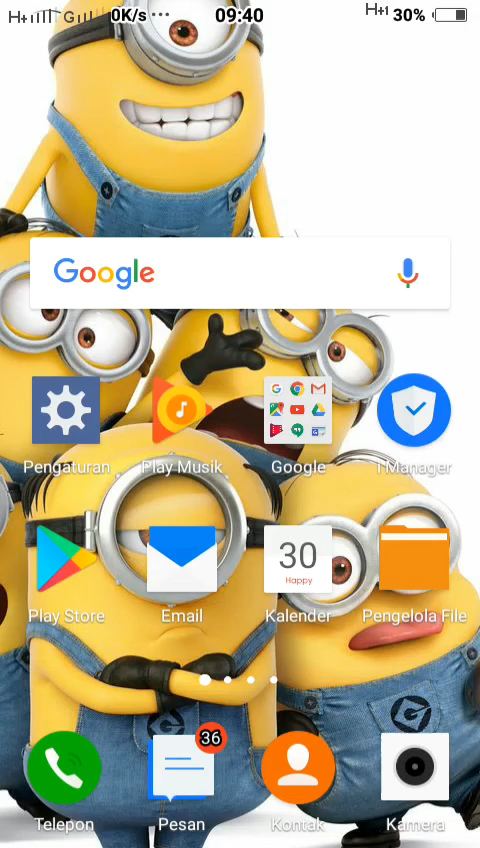 H+ G 0K/s ... 09:40 H+1 30%
Google
Pengaturan Play Musik Google i Manager
30
Happy
Play Store Email Kalender Pengelola File
36
Telepon Pesan Kontak Kamera